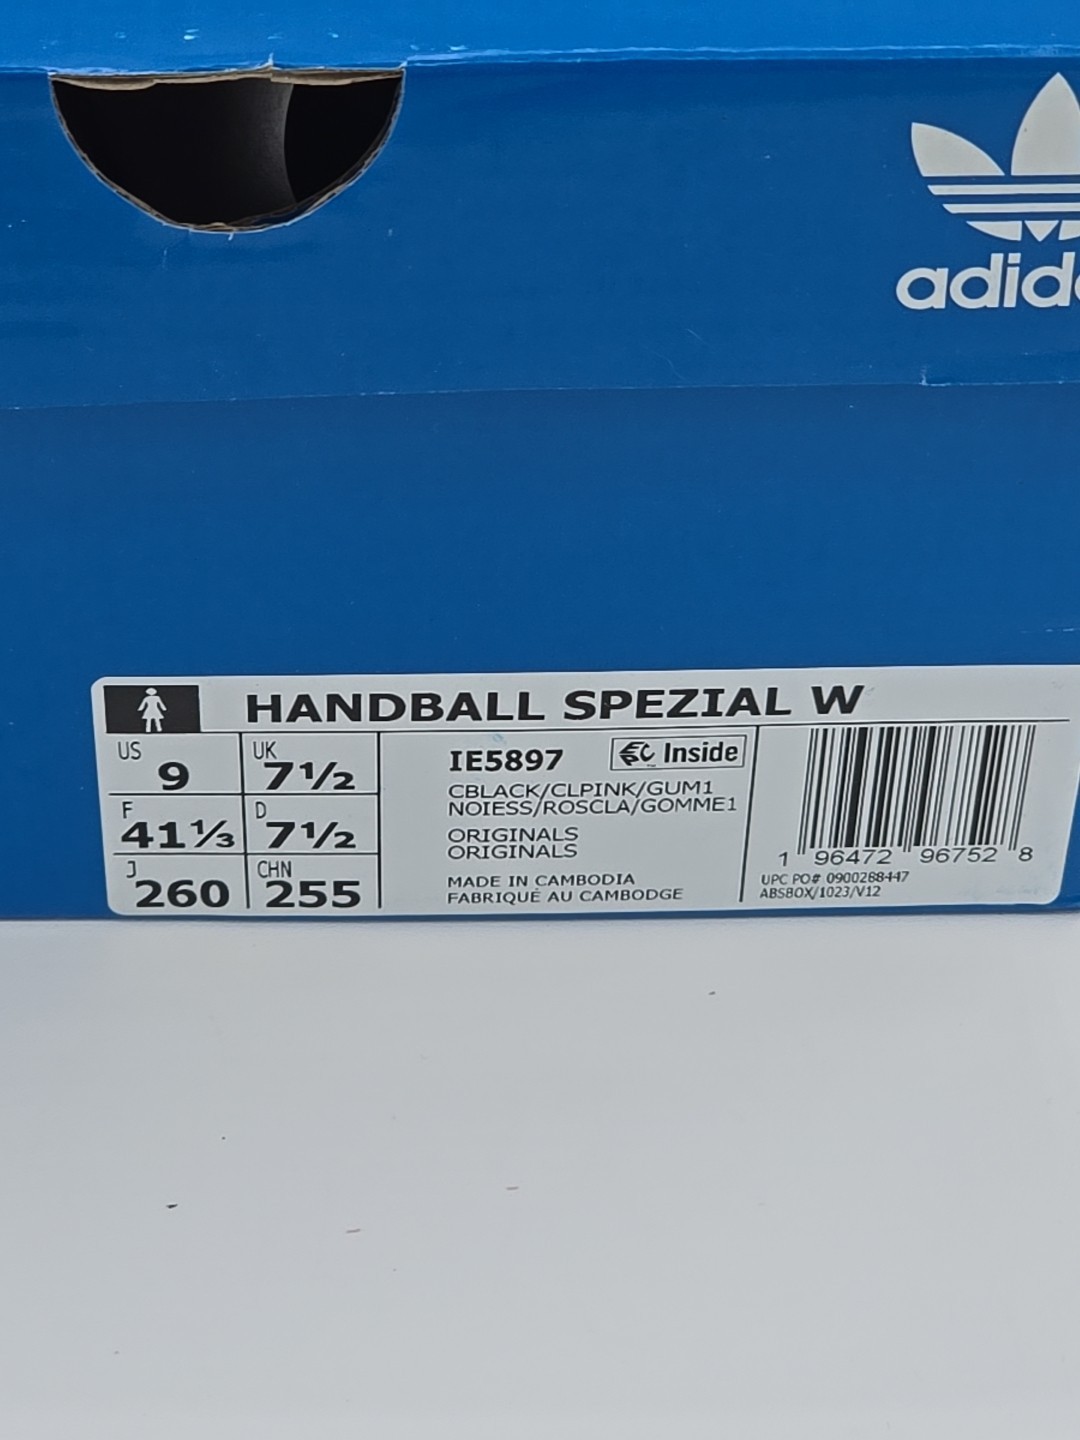 adid
HANDBALL SPEZIAL W
US 9 UK 7½
F 41⅓ D 7½
J 260 CHN 255
IE5897 EC Inside
CBLACK/CLPINK/GUM1
NOIESS/ROSCLA/GOMME1
ORIGINALS
ORIGINALS
MADE IN CAMBODIA
FABRIQUÉ AU CAMBODGE
1 96472 96752 8
UPC PO# 0900288447
ABSBOX/1023/V12